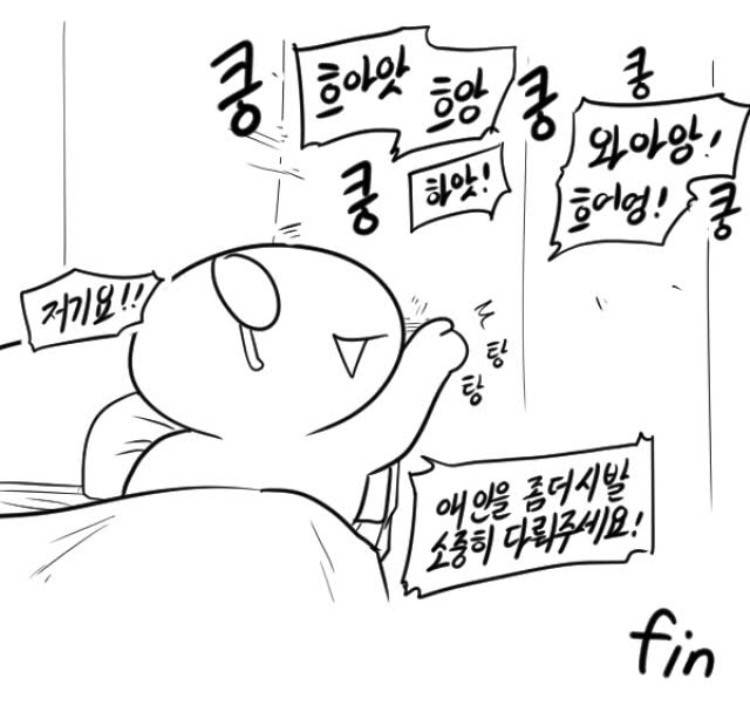 쿵
흐아앗
흐앙
쿵
하앗!
쿵
쿵
와아앙!
흐어엉!
쿵
저기요!!
탕
탕
애인을 좀더 시발
소중히 다뤄주세요!
fin